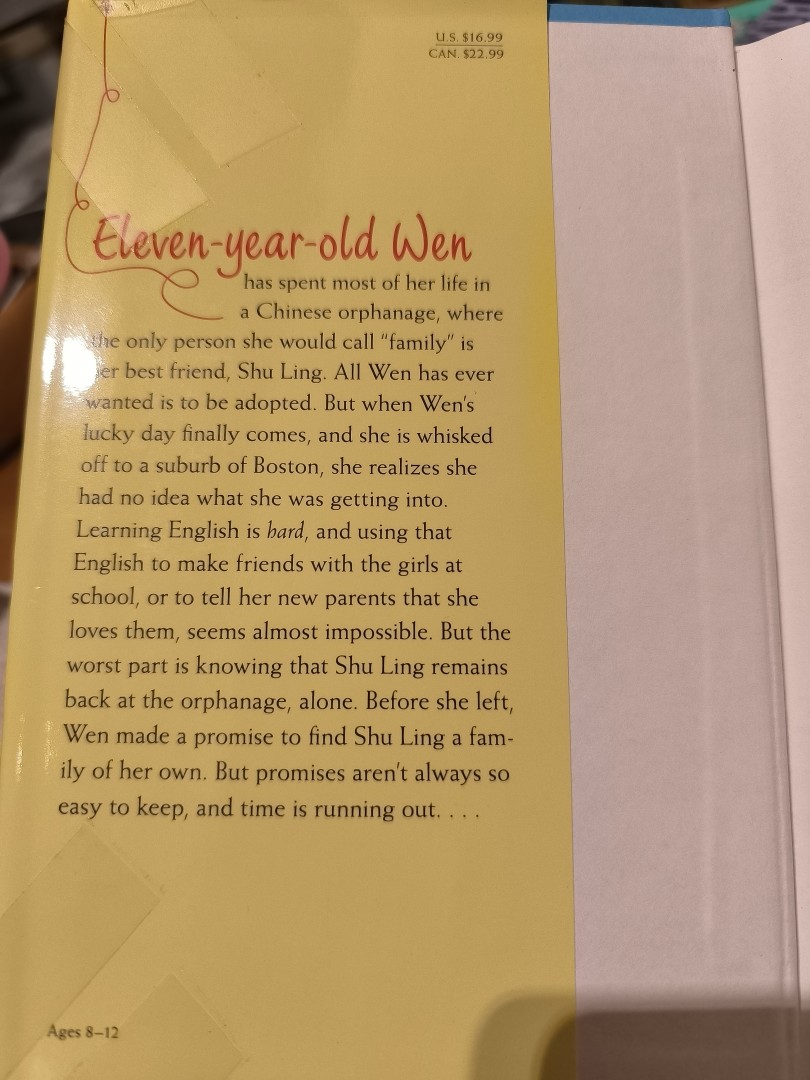 U.S. $16.99
CAN. $22.99
Eleven-year-old Wen
has spent most of her life in
a Chinese orphanage, where
the only person she would call “family” is
her best friend, Shu Ling. All Wen has ever
wanted is to be adopted. But when Wen’s
lucky day finally comes, and she is whisked
off to a suburb of Boston, she realizes she
had no idea what she was getting into.
Learning English is hard, and using that
English to make friends with the girls at
school, or to tell her new parents that she
loves them, seems almost impossible. But the
worst part is knowing that Shu Ling remains
back at the orphanage, alone. Before she left,
Wen made a promise to find Shu Ling a fam-
ily of her own. But promises aren’t always so
easy to keep, and time is running out. . . .
Ages 8–12